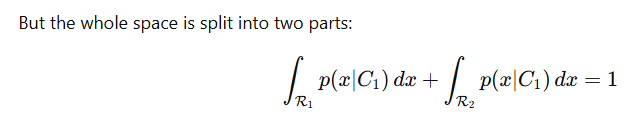 But the whole space is split into two parts:
∫_{ℛ₁} p(x|C₁) dx + ∫_{ℛ₂} p(x|C₁) dx = 1